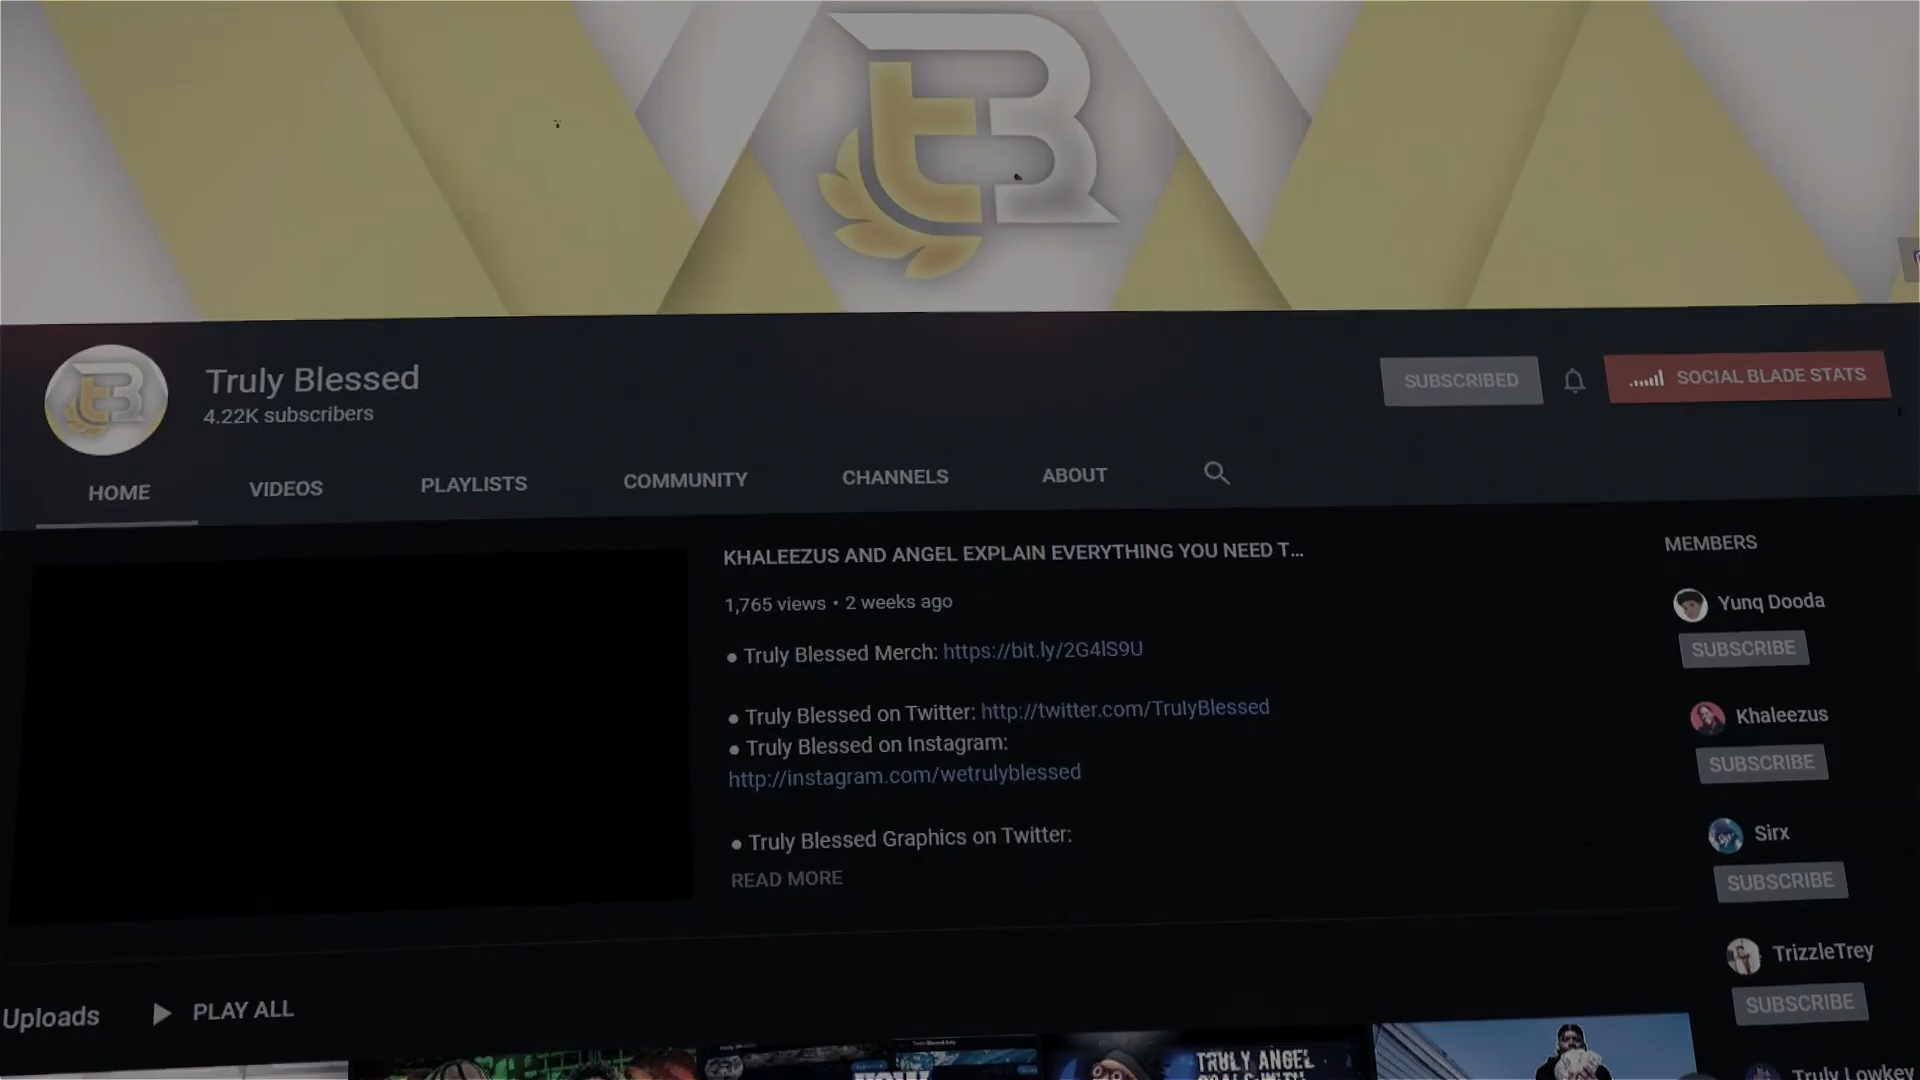 tB
Truly Blessed
4.22K subscribers
SUBSCRIBED
SOCIAL BLADE STATS
HOME
VIDEOS
PLAYLISTS
COMMUNITY
CHANNELS
ABOUT
KHALEEZUS AND ANGEL EXPLAIN EVERYTHING YOU NEED T...
1,765 views • 2 weeks ago
● Truly Blessed Merch: https://bit.ly/2G4lS9U
● Truly Blessed on Twitter: http://twitter.com/TrulyBlessed
● Truly Blessed on Instagram:
http://instagram.com/wetrulyblessed
● Truly Blessed Graphics on Twitter:
READ MORE
MEMBERS
Yunq Dooda
SUBSCRIBE
Khaleezus
SUBSCRIBE
Sirx
SUBSCRIBE
TrizzleTrey
SUBSCRIBE
Truly Lowkey
Uploads
PLAY ALL
TRULY ANGEL